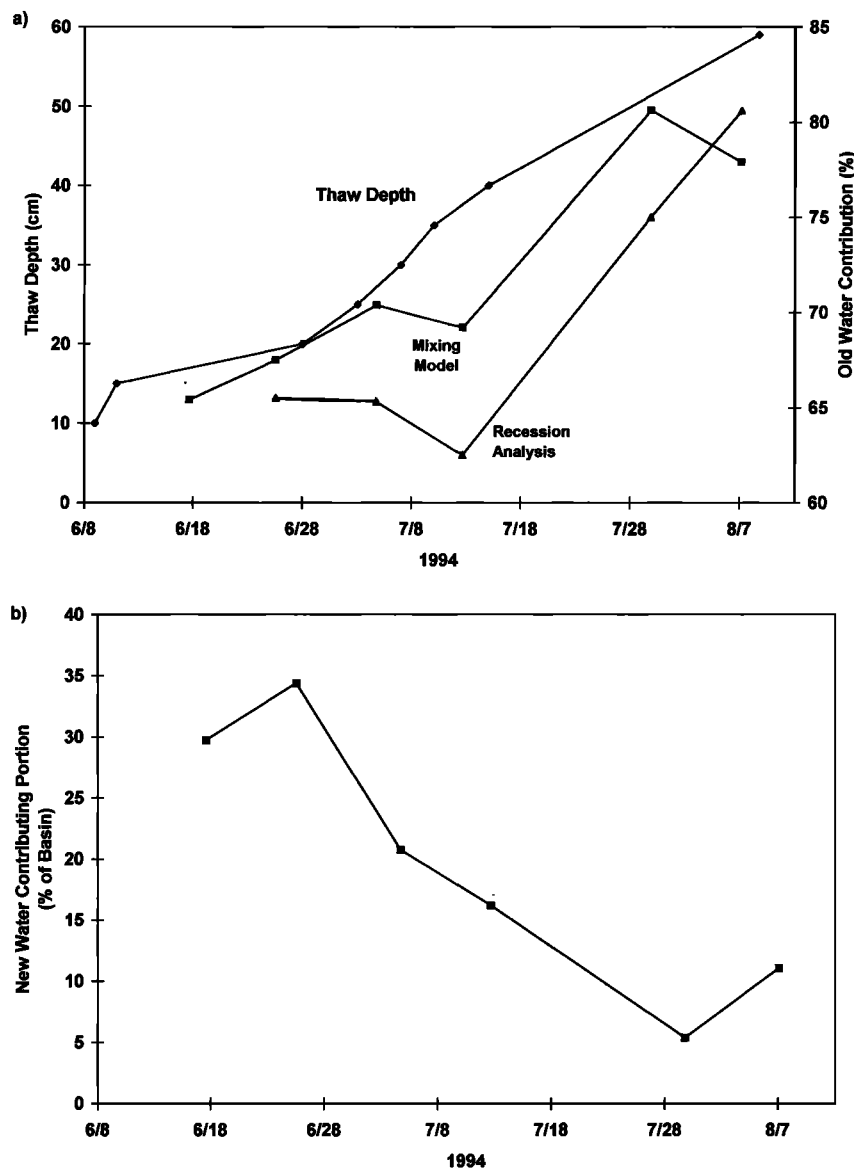 a)
60
50
40
30
20
10
0
Thaw Depth (cm)
85
80
75
70
65
60
Old Water Contribution (%)
Thaw Depth
Mixing
Model
Recession
Analysis
6/8 6/18 6/28 7/8 7/18 7/28 8/7
1994
b)
40
35
30
25
20
15
10
5
0
New Water Contributing Portion
(% of Basin)
6/8 6/18 6/28 7/8 7/18 7/28 8/7
1994